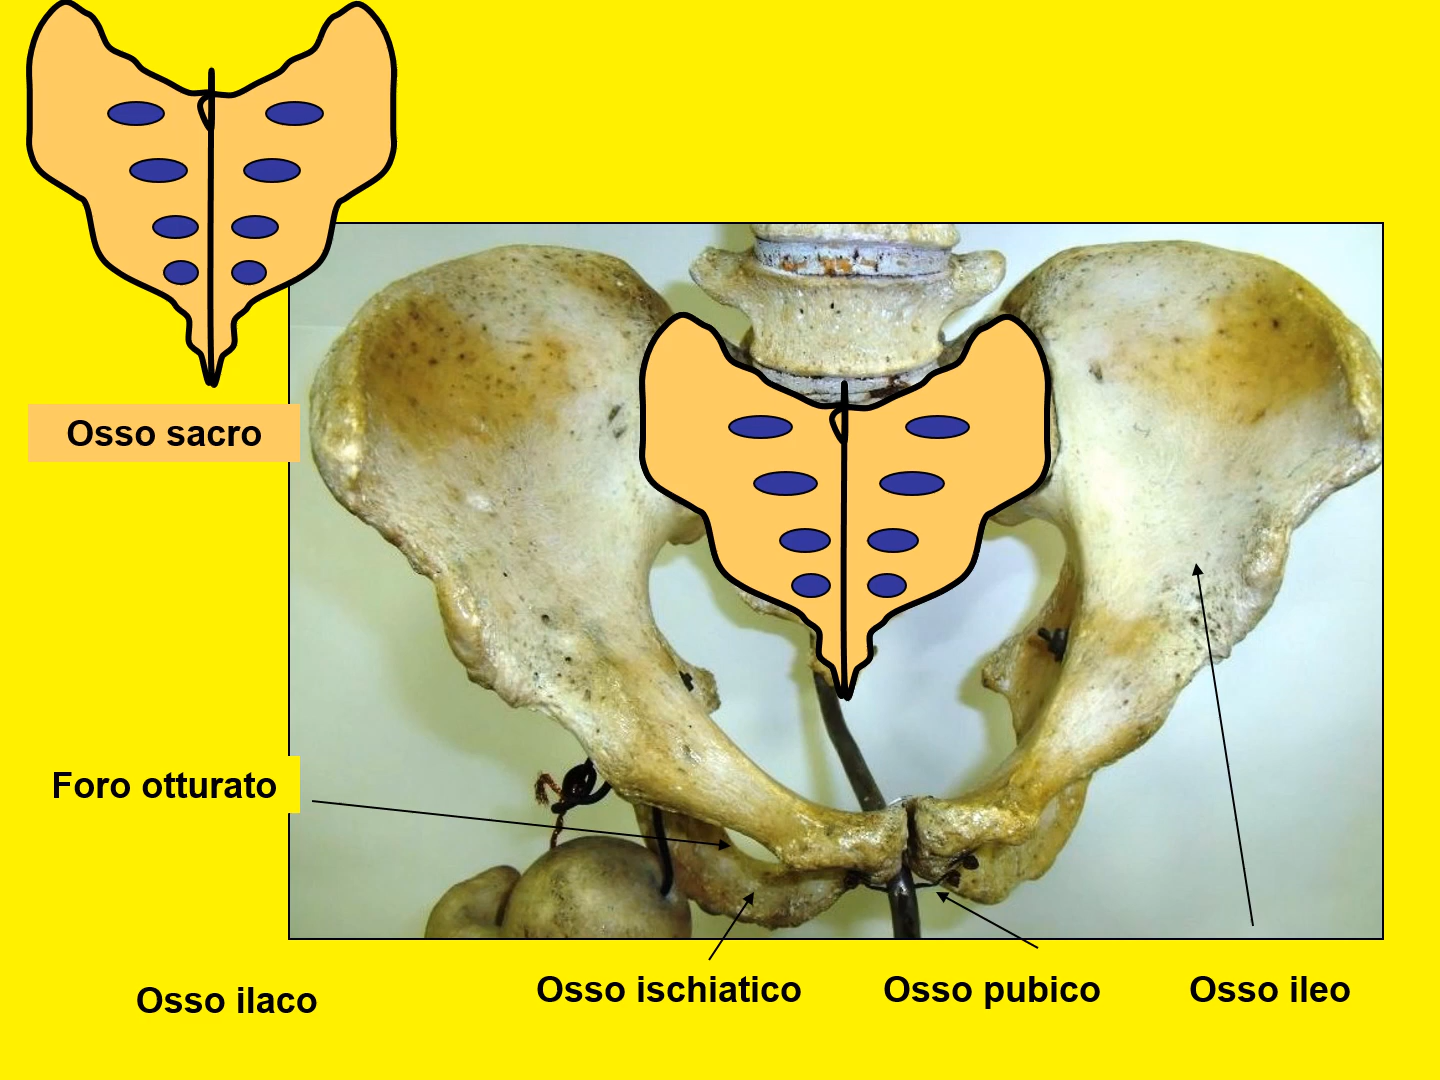 Osso sacro
Foro otturato
Osso ilaco
Osso ischiatico
Osso pubico
Osso ileo